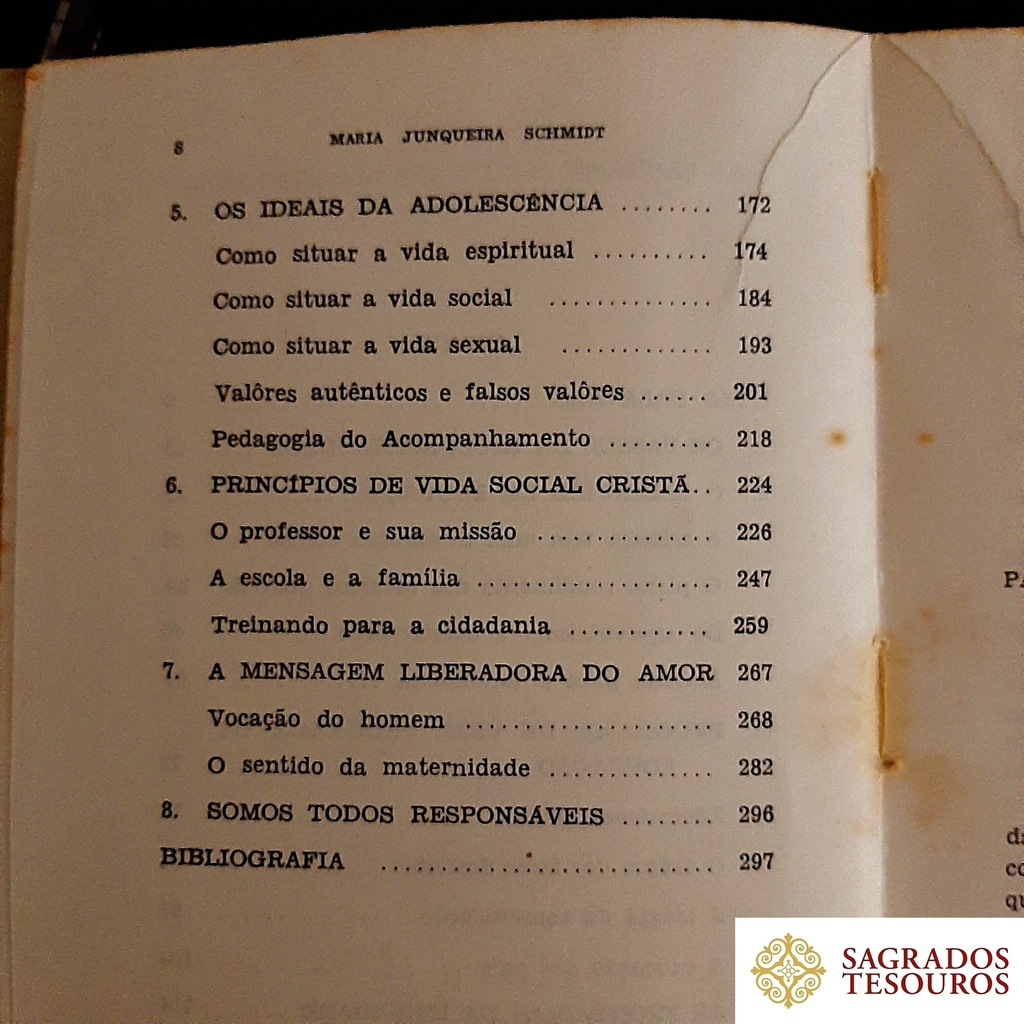 8 MARIA JUNQUEIRA SCHMIDT
5. OS IDEAIS DA ADOLESCÊNCIA ........ 172
Como situar a vida espiritual .......... 174
Como situar a vida social .............. 184
Como situar a vida sexual ............. 193
Valôres autênticos e falsos valôres ...... 201
Pedagogia do Acompanhamento ......... 218
6. PRINCÍPIOS DE VIDA SOCIAL CRISTÃ.. 224
O professor e sua missão ............... 226
A escola e a família ..................... 247
Treinando para a cidadania ............ 259
7. A MENSAGEM LIBERADORA DO AMOR 267
Vocação do homem ...................... 268
O sentido da maternidade .............. 282
8. SOMOS TODOS RESPONSÁVEIS ........ 296
BIBLIOGRAFIA .............................. 297
SAGRADOS
TESOUROS